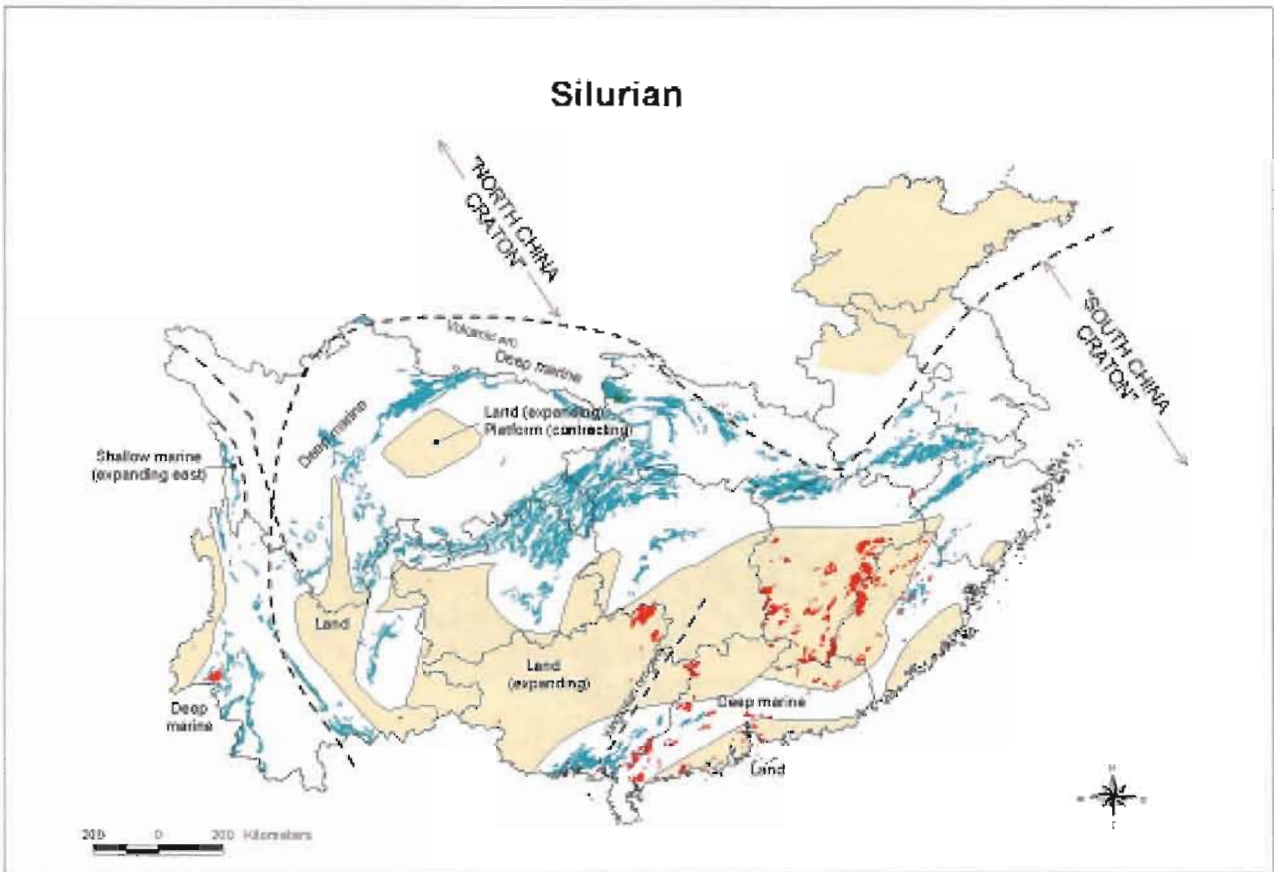 Silurian
"NORTH CHINA
CRATON"
"SOUTH CHINA
CRATON"
Volcanic arc
Deep marine
Deep marine
Land (expanding)
Platform (contracting)
Shallow marine
(expanding east)
Land
Land
(expanding)
Deep
marine
Deep marine
Land
200 0 200 Kilometers